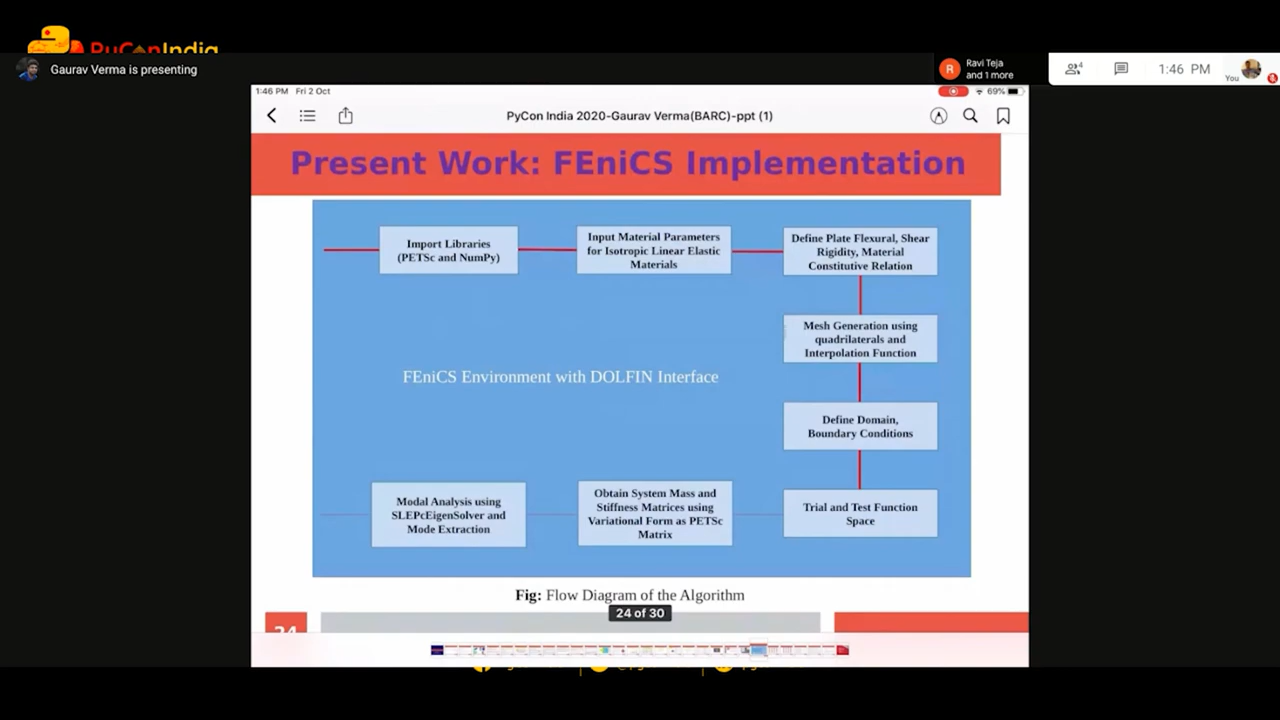 PyConIndia
Gaurav Verma is presenting
R
Ravi Teja
and 1 more
4
1:46 PM
You
1:46 PM Fri 2 Oct
69%
PyCon India 2020-Gaurav Verma(BARC)-ppt (1)
Present Work: FEniCS Implementation
Import Libraries
(PETSc and NumPy)
Input Material Parameters
for Isotropic Linear Elastic
Materials
Define Plate Flexural, Shear
Rigidity, Material
Constitutive Relation
Mesh Generation using
quadrilaterals and
Interpolation Function
FEniCS Environment with DOLFIN Interface
Define Domain,
Boundary Conditions
Trial and Test Function
Space
Obtain System Mass and
Stiffness Matrices using
Variational Form as PETSc
Matrix
Modal Analysis using
SLEPcEigenSolver and
Mode Extraction
Fig: Flow Diagram of the Algorithm
24 of 30
24